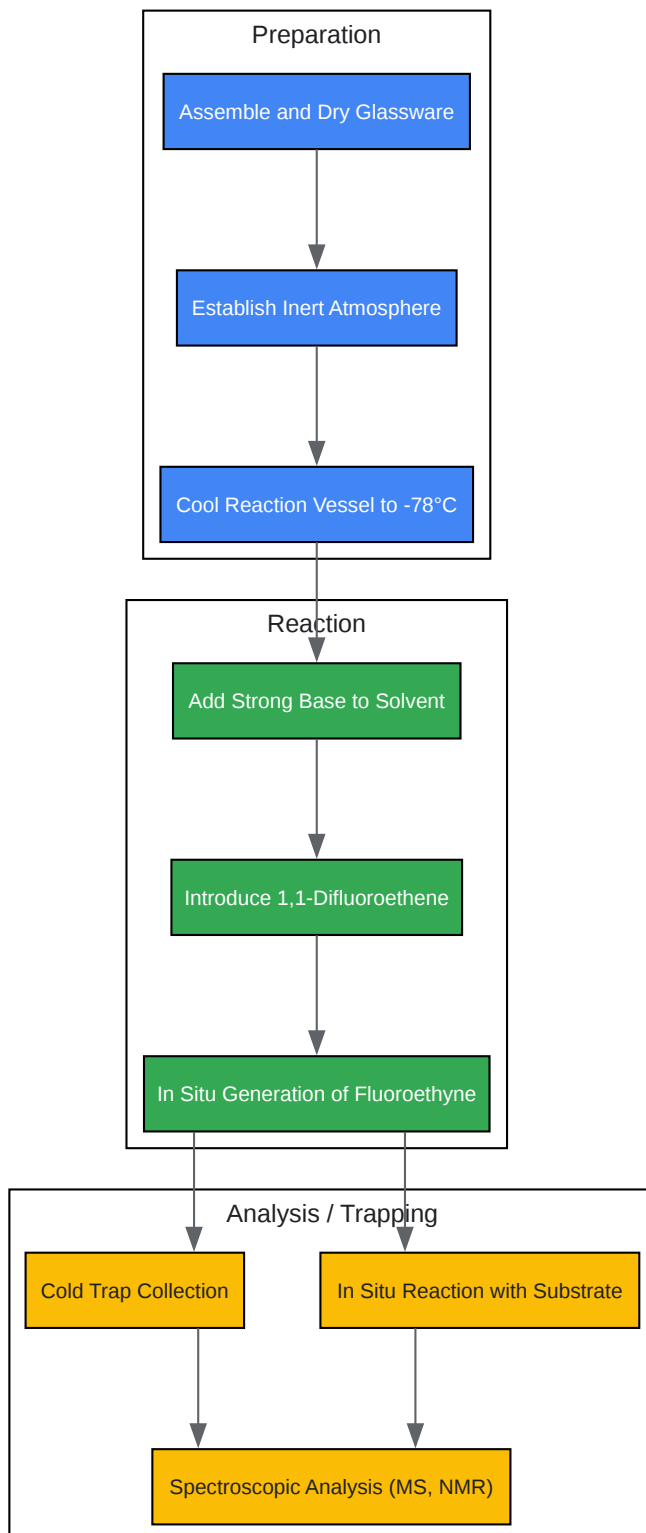 Preparation
Assemble and Dry Glassware
Establish Inert Atmosphere
Cool Reaction Vessel to -78°C
Reaction
Add Strong Base to Solvent
Introduce 1,1-Difluoroethene
In Situ Generation of Fluoroethyne
Analysis / Trapping
Cold Trap Collection
In Situ Reaction with Substrate
Spectroscopic Analysis (MS, NMR)